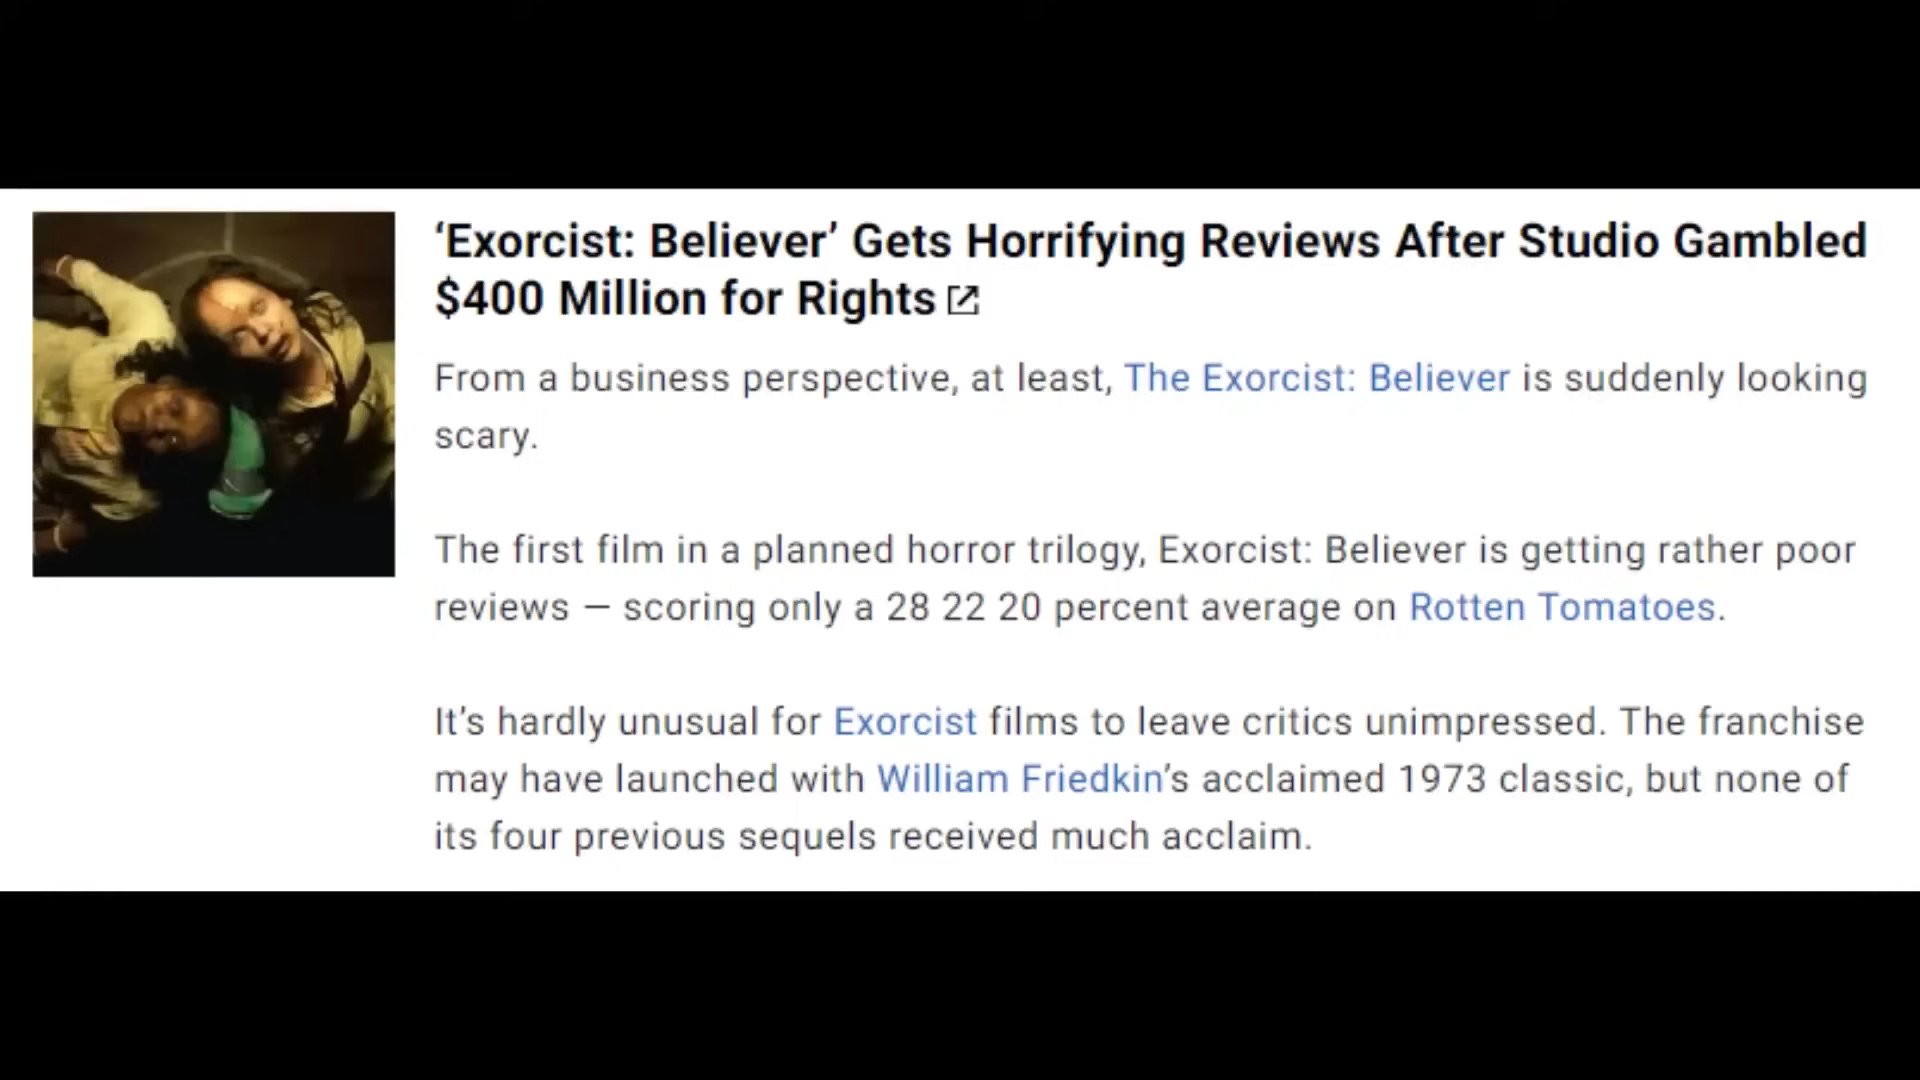 ‘Exorcist: Believer’ Gets Horrifying Reviews After Studio Gambled
$400 Million for Rights
From a business perspective, at least, The Exorcist: Believer is suddenly looking
scary.
The first film in a planned horror trilogy, Exorcist: Believer is getting rather poor
reviews — scoring only a 28 22 20 percent average on Rotten Tomatoes.
It’s hardly unusual for Exorcist films to leave critics unimpressed. The franchise
may have launched with William Friedkin’s acclaimed 1973 classic, but none of
its four previous sequels received much acclaim.